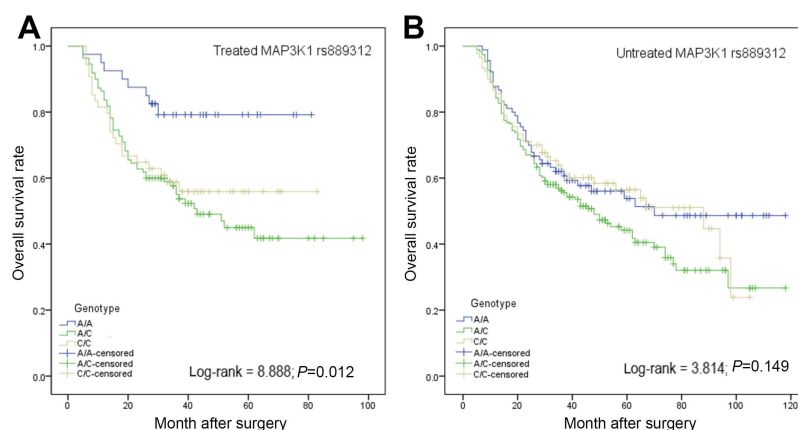 A
Treated MAP3K1 rs889312
Overall survival rate
1.0
0.8
0.6
0.4
0.2
0.0
Genotype
A/A
A/C
C/C
A/A-censored
A/C-censored
C/C-censored
Log-rank = 8.888; P=0.012
0 20 40 60 80 100
Month after surgery
B
Untreated MAP3K1 rs889312
Overall survival rate
1.0
0.8
0.6
0.4
0.2
0.0
Genotype
A/A
A/C
C/C
A/A-censored
A/C-censored
C/C-censored
Log-rank = 3.814; P=0.149
0 20 40 60 80 100 120
Month after surgery